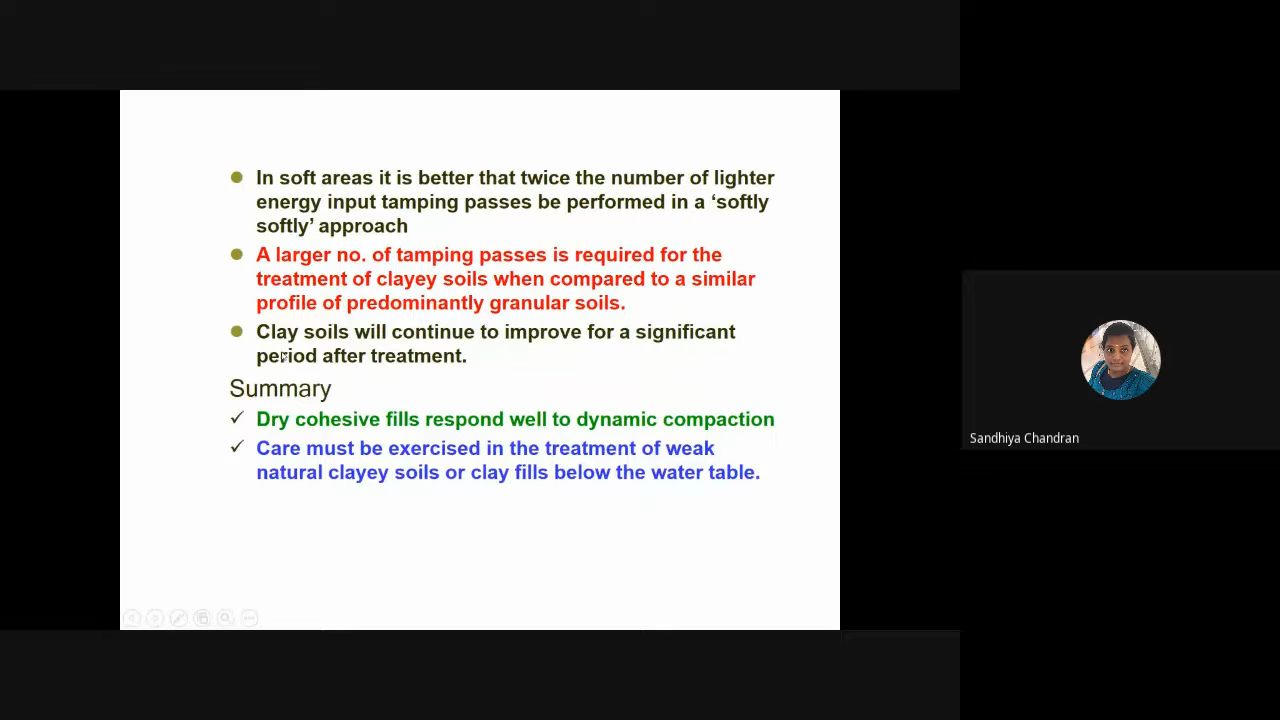 In soft areas it is better that twice the number of lighter
energy input tamping passes be performed in a ‘softly
softly’ approach
A larger no. of tamping passes is required for the
treatment of clayey soils when compared to a similar
profile of predominantly granular soils.
Clay soils will continue to improve for a significant
period after treatment.
Summary
Dry cohesive fills respond well to dynamic compaction
Care must be exercised in the treatment of weak
natural clayey soils or clay fills below the water table.
Sandhiya Chandran